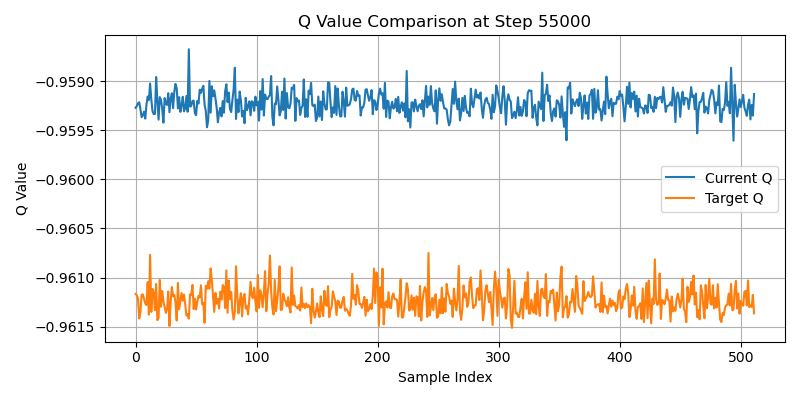 Q Value Comparison at Step 55000
Q Value
−0.9590
−0.9595
−0.9600
−0.9605
−0.9610
−0.9615
Current Q
Target Q
0
100
200
300
400
500
Sample Index